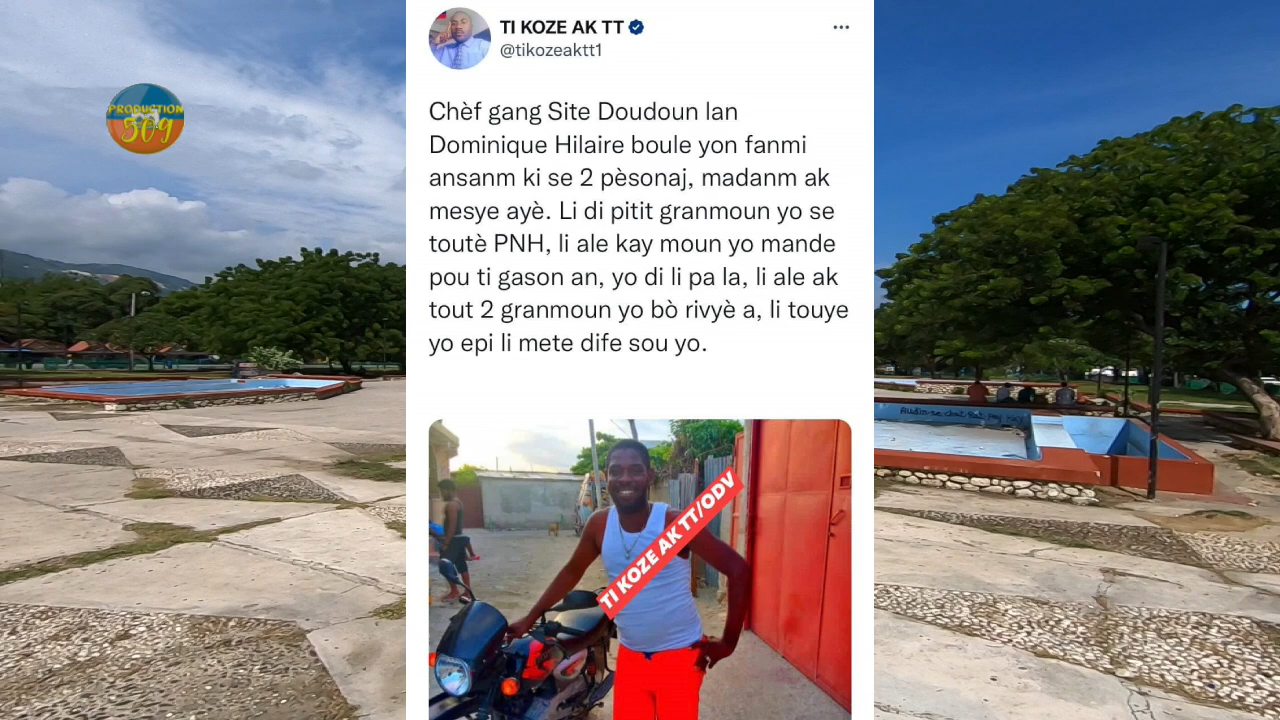 PRODUCTION
509
TI KOZE AK TT
@tikozeaktt1
Chèf gang Site Doudoun lan
Dominique Hilaire boule yon fanmi
ansanm ki se 2 pèsonaj, madanm ak
mesye ayè. Li di pitit granmoun yo se
toutè PNH, li ale kay moun yo mande
pou ti gason an, yo di li pa la, li ale ak
tout 2 granmoun yo bò rivyè a, li touye
yo epi li mete dife sou yo.
TI KOZE AK TT/ODV